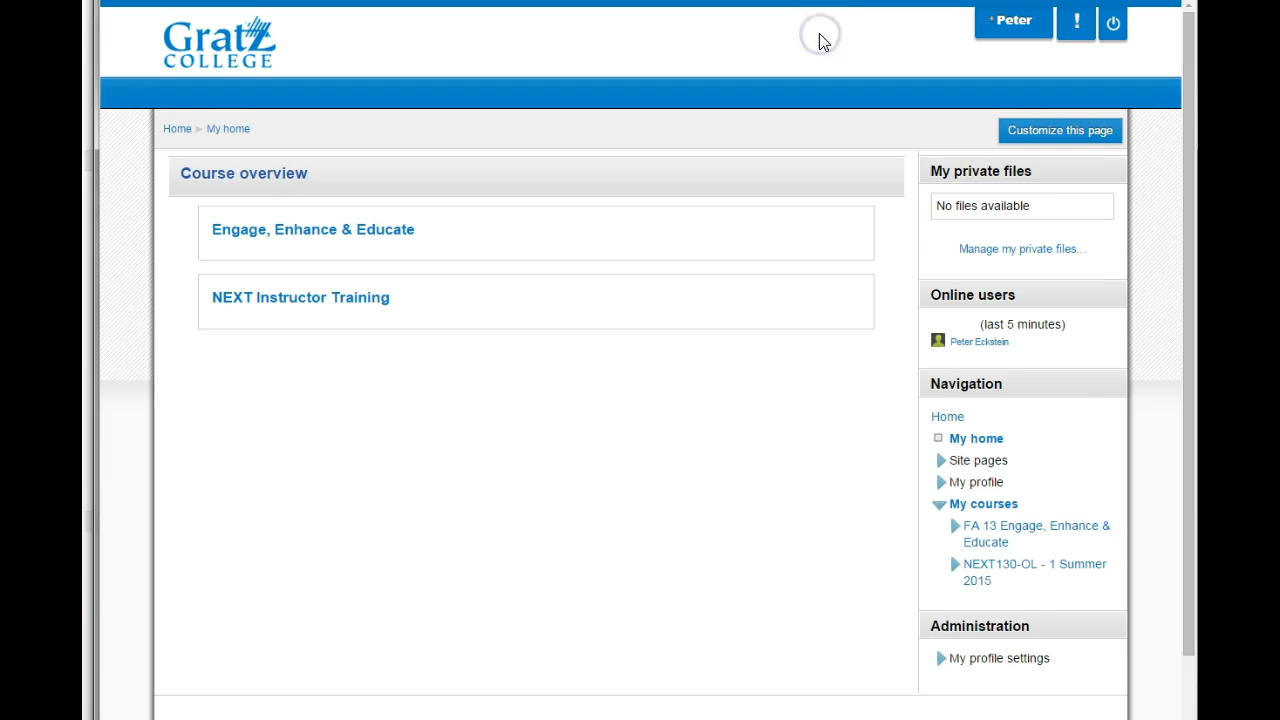 Gratz
COLLEGE
Peter
!
Home My home
Customize this page
Course overview
Engage, Enhance & Educate
NEXT Instructor Training
My private files
No files available
Manage my private files...
Online users
(last 5 minutes)
Peter Eckstein
Navigation
Home
My home
Site pages
My profile
My courses
FA 13 Engage, Enhance &
Educate
NEXT130-OL - 1 Summer
2015
Administration
My profile settings